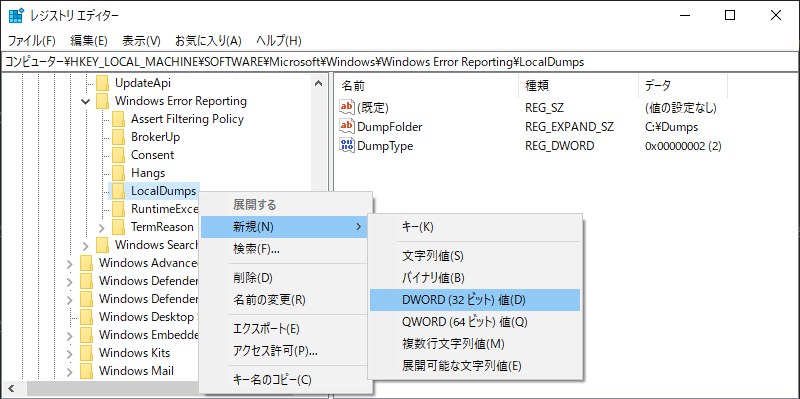 レジストリ エディター
ファイル(F) 編集(E) 表示(V) お気に入り(A) ヘルプ(H)
コンピューター¥HKEY_LOCAL_MACHINE¥SOFTWARE¥Microsoft¥Windows¥Windows Error Reporting¥LocalDumps
UpdateApi
Windows Error Reporting
Assert Filtering Policy
BrokerUp
Consent
Hangs
LocalDumps
RuntimeExce
TermReason
Windows Search
Windows Advanced
Windows Defender
Windows Defender
Windows Desktop S
Windows Embedde
Windows Kits
Windows Mail
名前 種類 データ
(既定) REG_SZ (値の設定なし)
DumpFolder REG_EXPAND_SZ C:¥Dumps
DumpType REG_DWORD 0x00000002 (2)
展開する
新規(N)
検索(F)...
削除(D)
名前の変更(R)
エクスポート(E)
アクセス許可(P)...
キー名のコピー(C)
キー(K)
文字列値(S)
バイナリ値(B)
DWORD (32 ビット) 値(D)
QWORD (64 ビット) 値(Q)
複数行文字列値(M)
展開可能な文字列値(E)